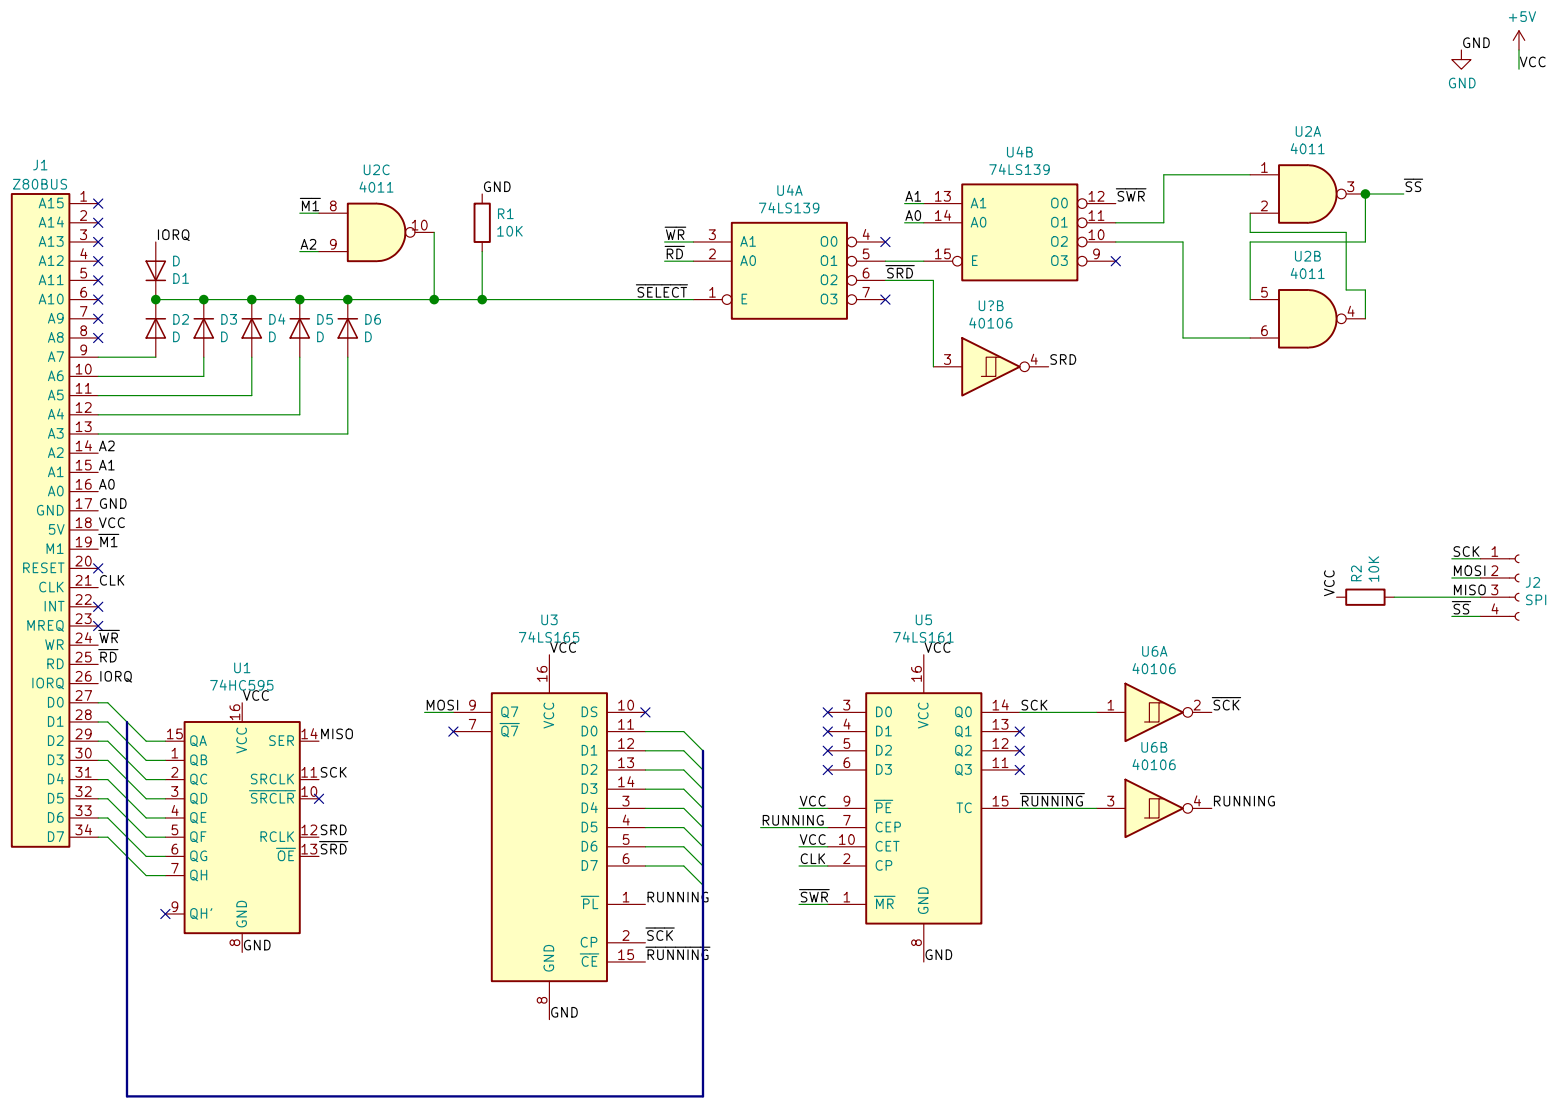 +5V
GND
VCC
GND
J1
Z80BUS
A15 1
A14 2
A13 3
A12 4
A11 5
A10 6
A9 7
A8 8
A7 9
A6 10
A5 11
A4 12
A3 13
A2 14 A2
A1 15 A1
A0 16 A0
GND 17 GND
5V 18 VCC
M1 19 M1
RESET 20
CLK 21 CLK
INT 22
MREQ 23
WR 24 WR
RD 25 RD
IORQ 26 IORQ
D0 27
D1 28
D2 29
D3 30
D4 31
D5 32
D6 33
D7 34
IORQ
D
D1
D2
D
D3
D
D4
D
D5
D
D6
D
U2C
4011
M1 8
A2 9
10
GND
R1
10K
SELECT
U4A
74LS139
WR 3 A1
RD 2 A0
1 E
O0 4
O1 5
O2 6 SRD
O3 7
U4B
74LS139
A1 13 A1
A0 14 A0
15 E
O0 12 SWR
O1 11
O2 10
O3 9
U?B
40106
3 4 SRD
U2A
4011
1
2
3 SS
U2B
4011
5
6
4
VCC
R2
10K
SCK 1
MOSI 2
MISO 3
SS 4
J2
SPI
U1
74HC595
VCC
16
VCC
15 QA
1 QB
2 QC
3 QD
4 QE
5 QF
6 QG
7 QH
9 QH'
SER 14 MISO
SRCLK 11 SCK
SRCLR 10
RCLK 12 SRD
OE 13 SRD
GND
8
GND
U3
74LS165
VCC
16
VCC
MOSI 9 Q7
7 Q7
DS 10
D0 11
D1 12
D2 13
D3 14
D4 3
D5 4
D6 5
D7 6
PL 1 RUNNING
CP 2 SCK
CE 15 RUNNING
GND
8
GND
U5
74LS161
VCC
16
VCC
3 D0
4 D1
5 D2
6 D3
VCC 9 PE
RUNNING 7 CEP
VCC 10 CET
CLK 2 CP
SWR 1 MR
Q0 14 SCK
Q1 13
Q2 12
Q3 11
TC 15 RUNNING
GND
8
GND
U6A
40106
1 2 SCK
U6B
40106
3 4 RUNNING